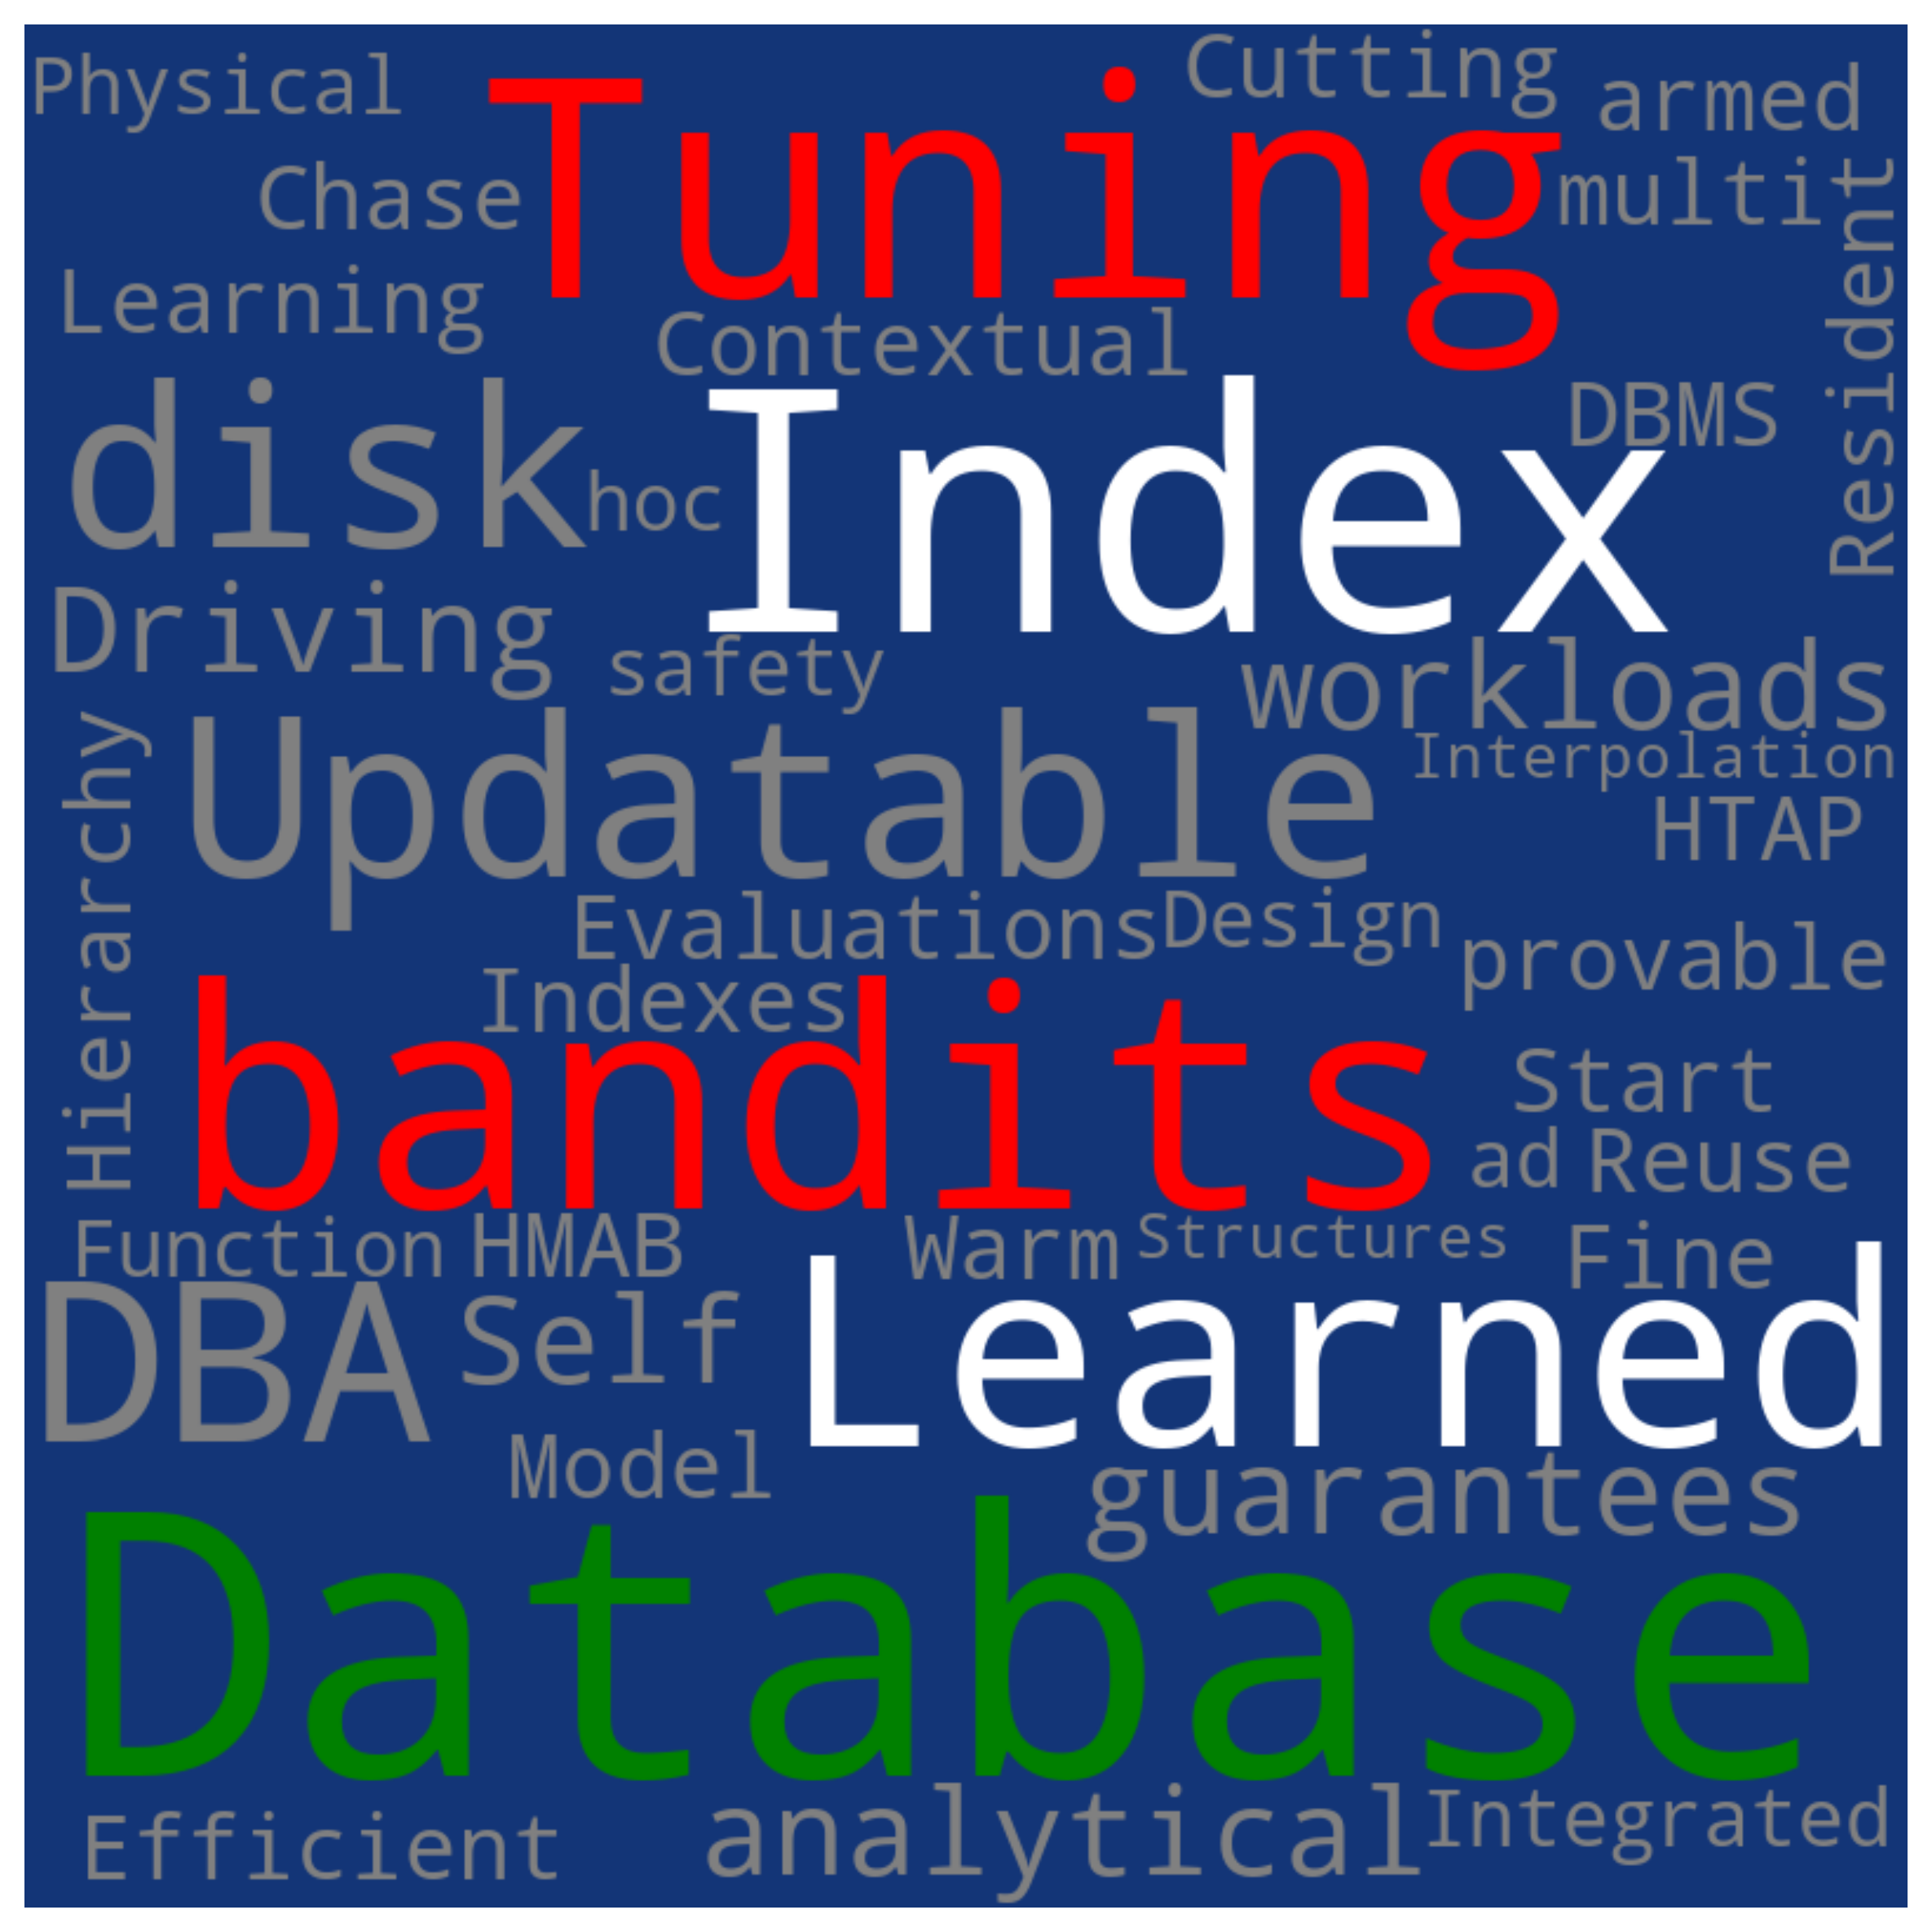 Physical
Cutting
armed
Tuning
Chase
multi
Resident
Learning
Contextual
disk
Index
DBMS
hoc
Driving
safety
workloads
Hierarchy
Updatable
Interpolation
HTAP
Evaluations
Design
provable
Indexes
bandits
Start
ad
Reuse
Function
HMAB
Warm
Structures
Fine
DBA
Self
Learned
Model
guarantees
Database
Efficient
analytical
Integrated